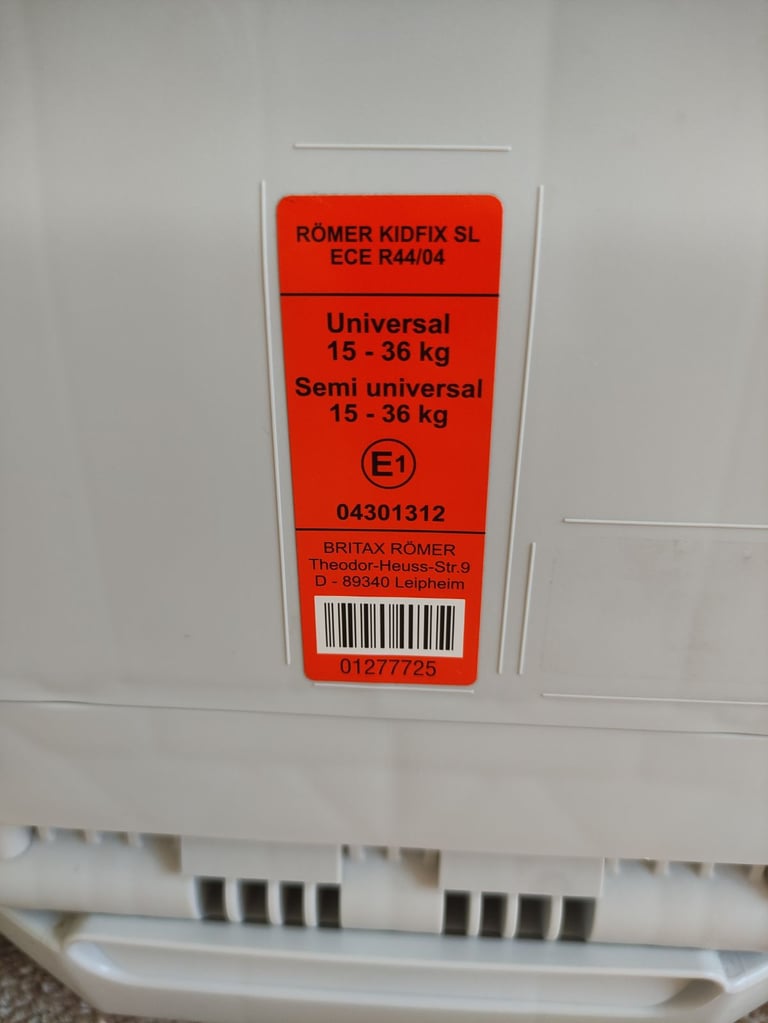 RÖMER KIDFIX SL
ECE R44/04
Universal
15 - 36 kg
Semi universal
15 - 36 kg
E1
04301312
BRITAX RÖMER
Theodor-Heuss-Str.9
D - 89340 Leipheim
01277725